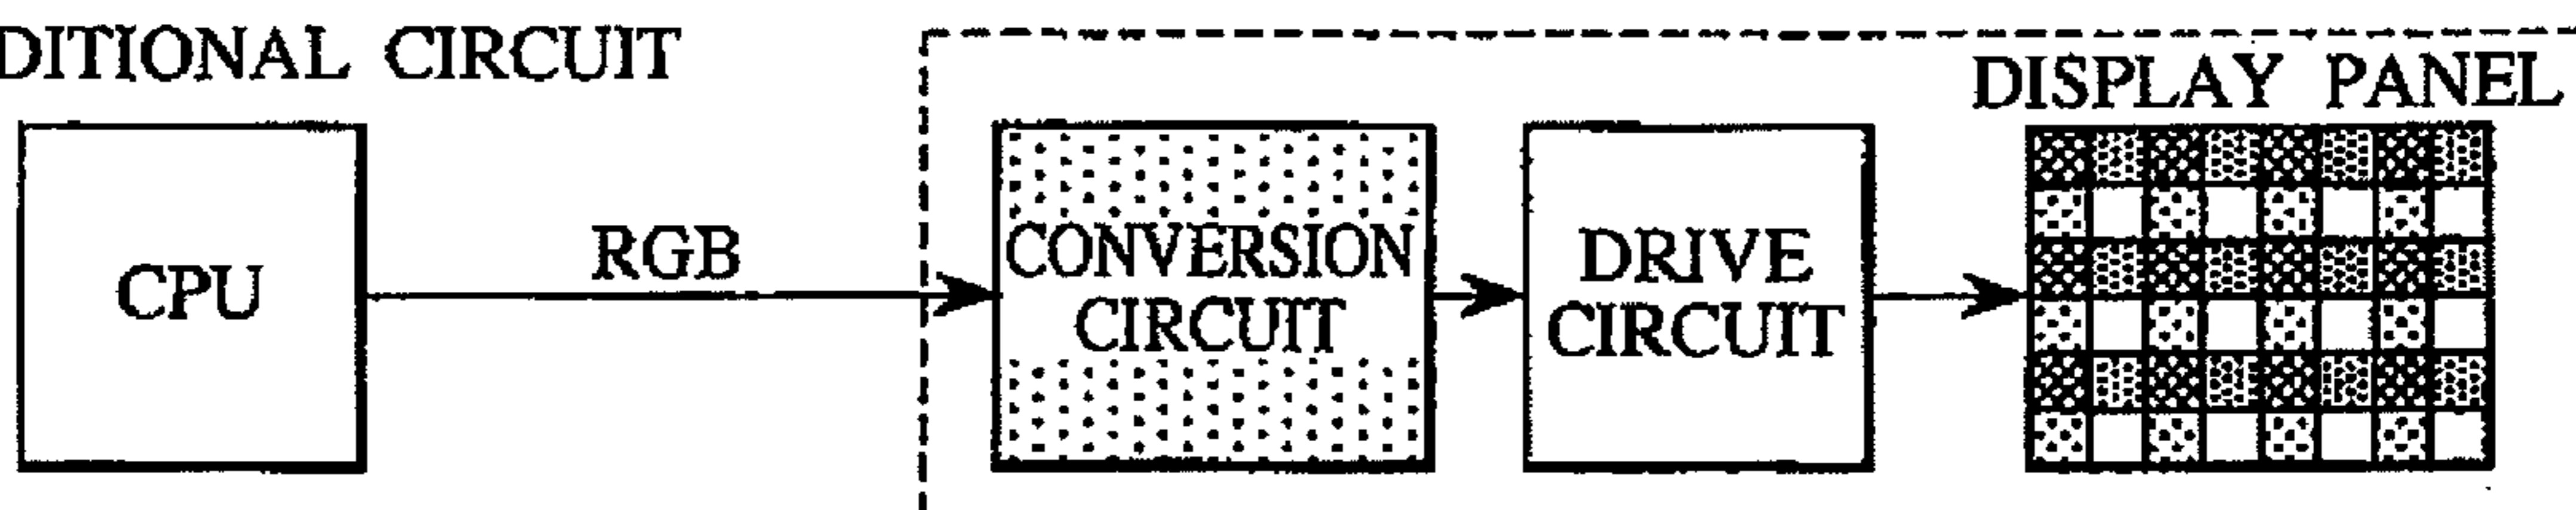 DITIONAL CIRCUIT
DISPLAY PANEL
CPU
RGB
CONVERSION
CIRCUIT
DRIVE
CIRCUIT